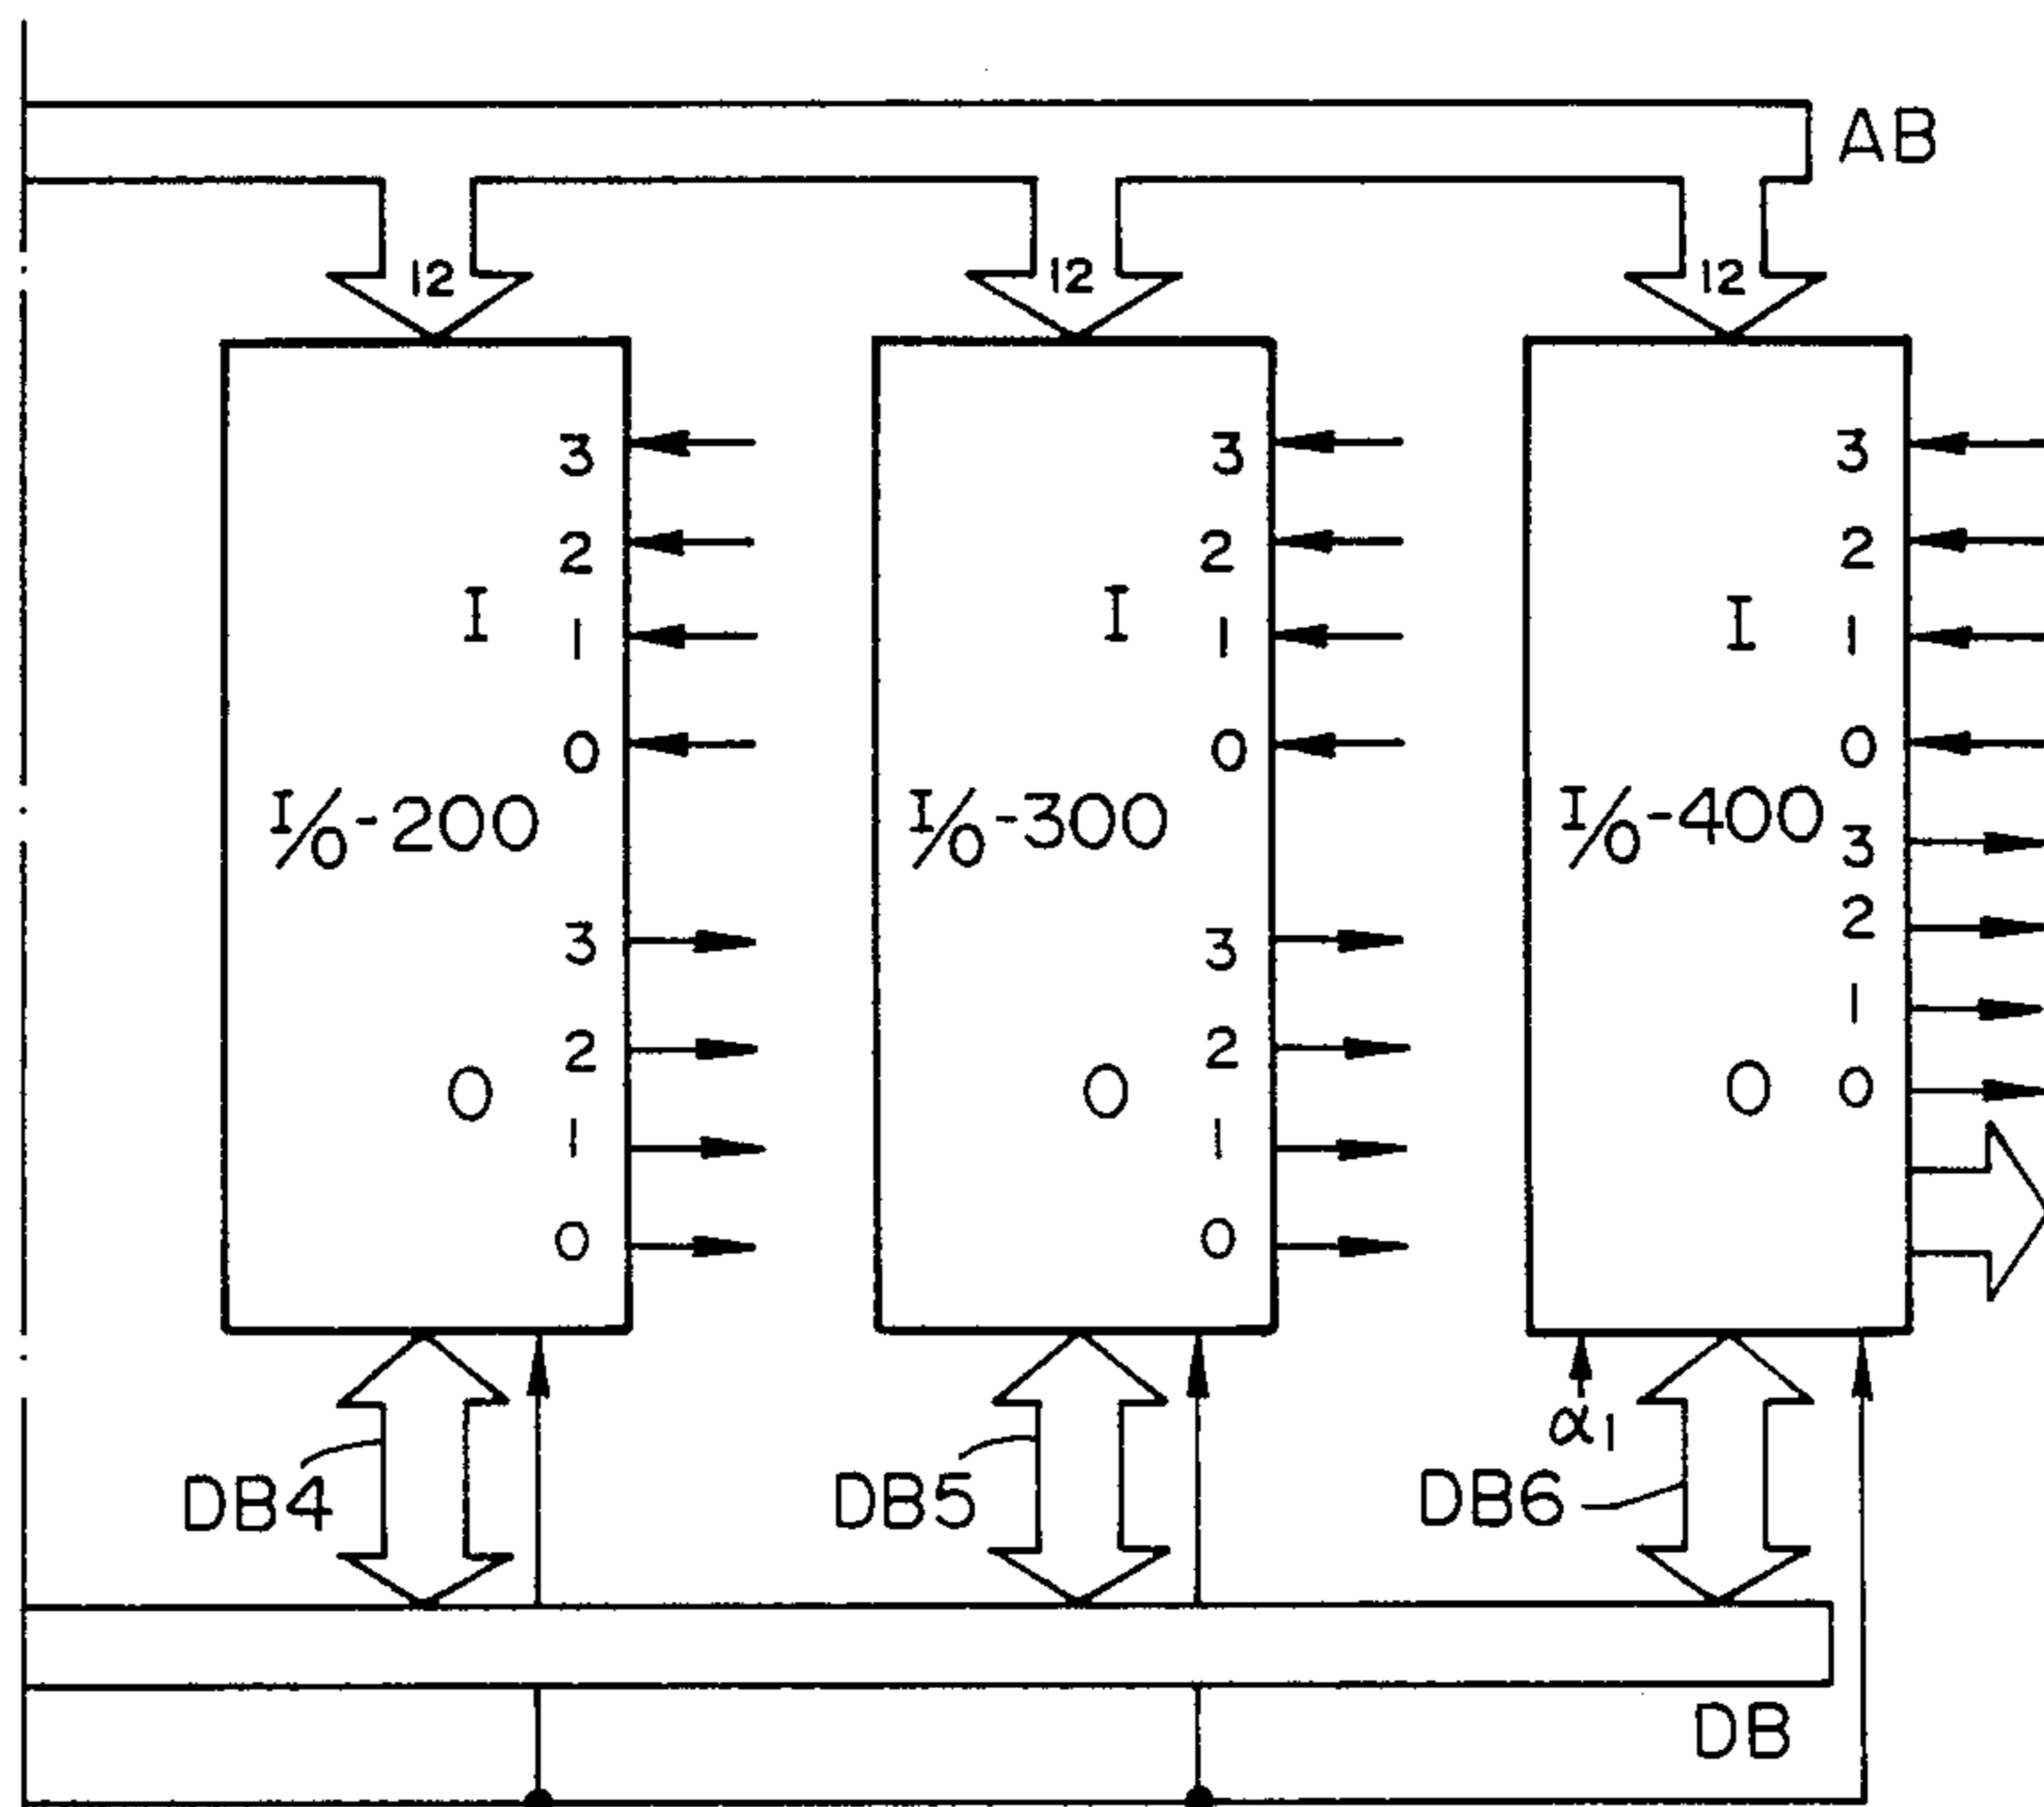 AB
12 12 12
3 3 3
2 2 2
I I I
1 1 1
0 0 0
I/O-200 I/O-300 I/O-400
3
2
3 3
1
2 2
O O O 0
1 1
0 0
α1
DB4 DB5 DB6
DB